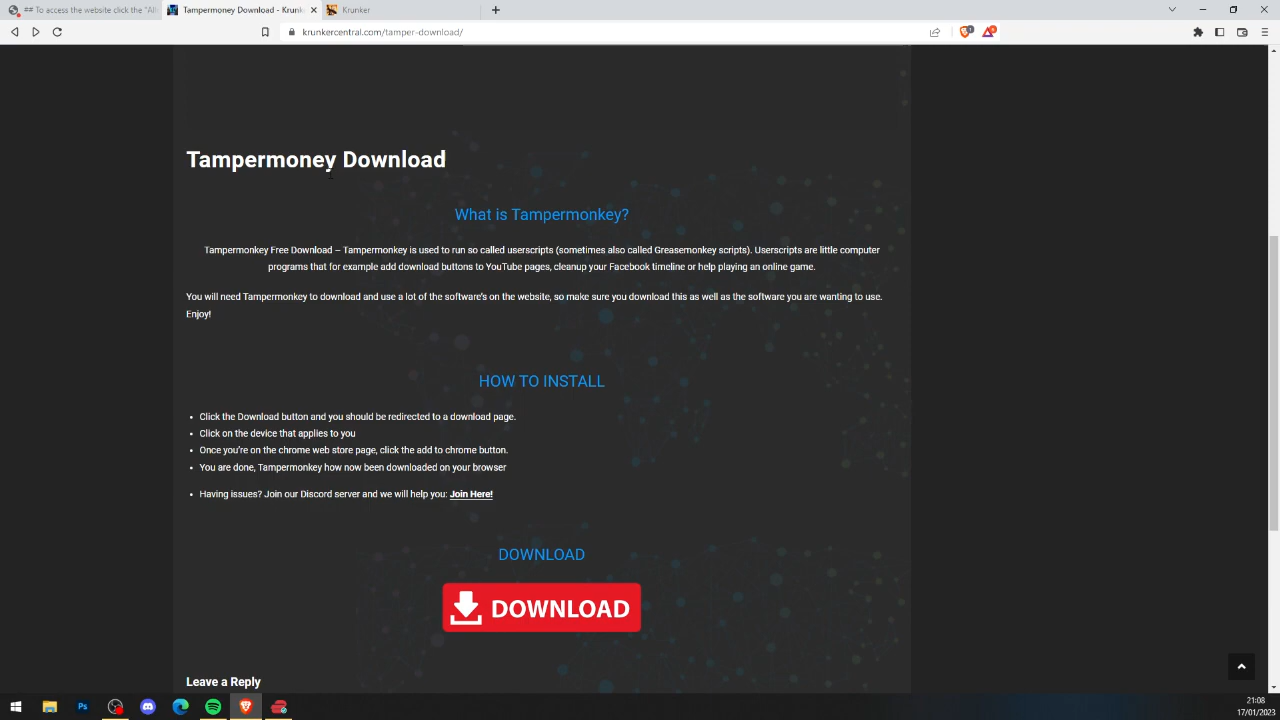 ## To access the website click the "All
Tampermoney Download - Krunk
Krunker
krunkercentral.com/tamper-download/
Tampermoney Download
What is Tampermonkey?
Tampermonkey Free Download – Tampermonkey is used to run so called userscripts (sometimes also called Greasemonkey scripts). Userscripts are little computer
programs that for example add download buttons to YouTube pages, cleanup your Facebook timeline or help playing an online game.
You will need Tampermonkey to download and use a lot of the software's on the website, so make sure you download this as well as the software you are wanting to use.
Enjoy!
HOW TO INSTALL
Click the Download button and you should be redirected to a download page.
Click on the device that applies to you
Once you're on the chrome web store page, click the add to chrome button.
You are done, Tampermonkey how now been downloaded on your browser
Having issues? Join our Discord server and we will help you: Join Here!
DOWNLOAD
DOWNLOAD
Leave a Reply
Ps
21:08
17/01/2023